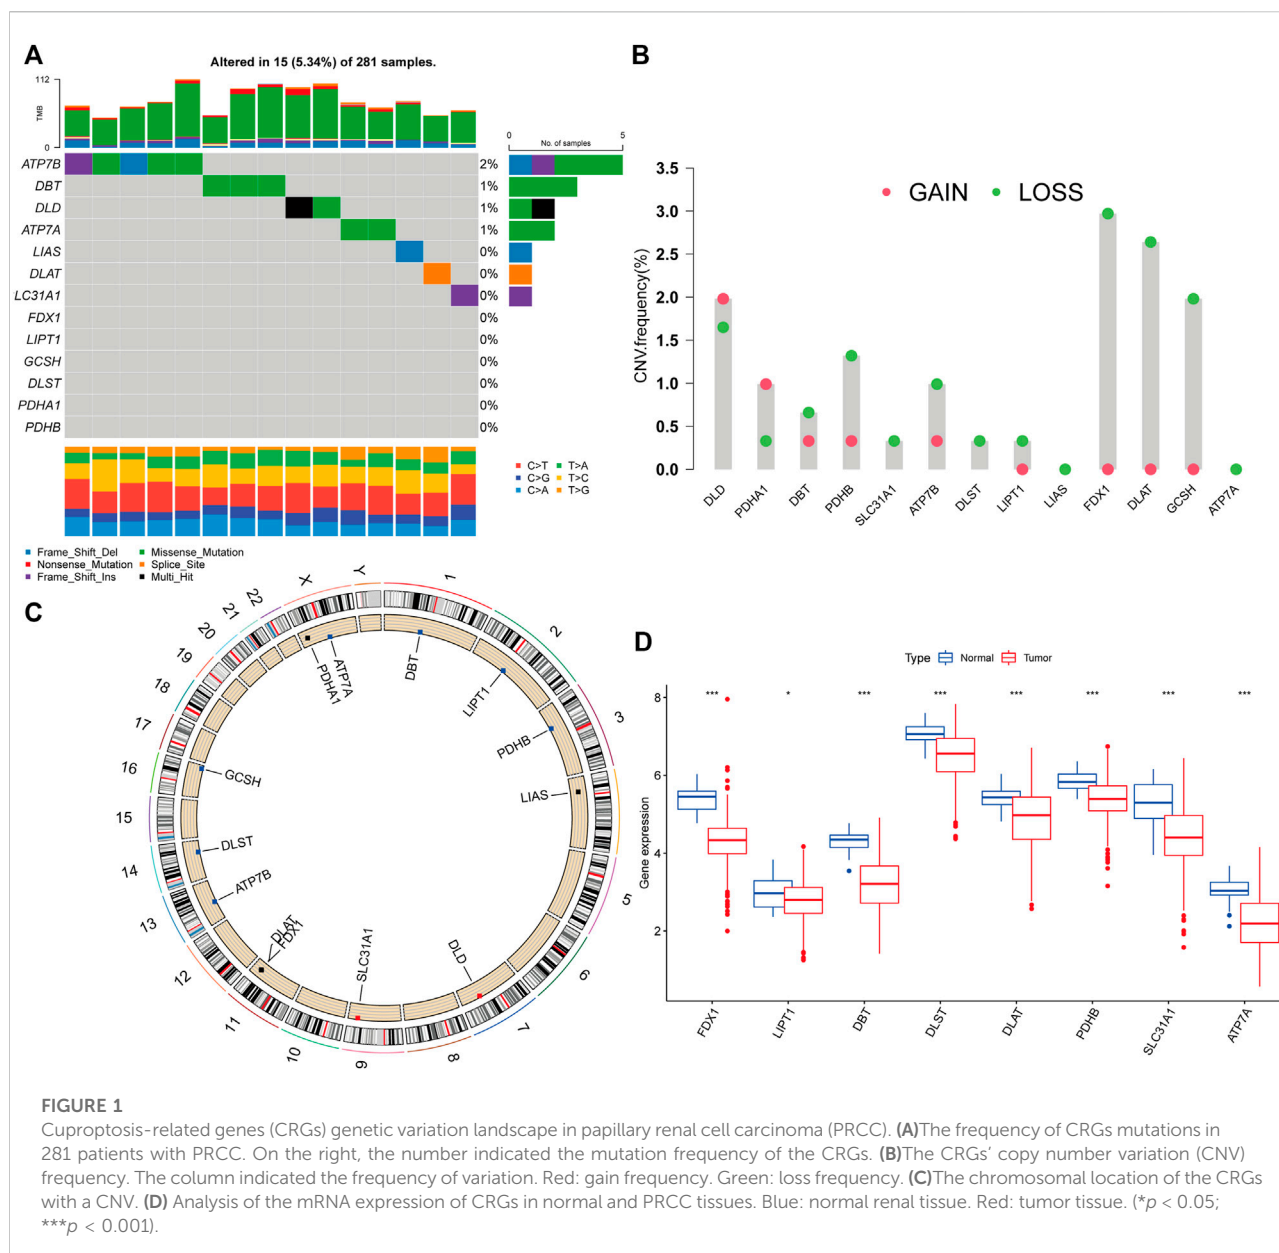 A
Altered in 15 (5.34%) of 281 samples.
112
TMB
0
0
No. of samples
5
ATP7B 2%
DBT 1%
DLD 1%
ATP7A 1%
LIAS 0%
DLAT 0%
LC31A1 0%
FDX1 0%
LIPT1 0%
GCSH 0%
DLST 0%
PDHA1 0%
PDHB 0%
C>T T>A
C>G T>C
C>A T>G
Frame_Shift_Del Missense_Mutation
Nonsense_Mutation Splice_Site
Frame_Shift_Ins Multi_Hit
B
GAIN LOSS
CNV.frequency(%)
3.5
3.0
2.5
2.0
1.5
1.0
0.5
0.0
DLD PDHA1 DBT PDHB SLC31A1 ATP7B DLST LIPT1 LIAS FDX1 DLAT GCSH ATP7A
C
1
2
3
5
6
7
8
9
10
11
12
13
14
15
16
17
18
19
20
21
22
X
Y
DBT
LIPT1
PDHB
LIAS
DLD
SLC31A1
FDX1
DLAT
ATP7B
DLST
GCSH
PDHA1
ATP7A
D
Type Normal Tumor
Gene expression
8
6
4
2
*** * *** *** *** *** *** ***
FDX1 LIPT1 DBT DLST DLAT PDHB SLC31A1 ATP7A
FIGURE 1
Cuproptosis-related genes (CRGs) genetic variation landscape in papillary renal cell carcinoma (PRCC). (A)The frequency of CRGs mutations in
281 patients with PRCC. On the right, the number indicated the mutation frequency of the CRGs. (B)The CRGs' copy number variation (CNV)
frequency. The column indicated the frequency of variation. Red: gain frequency. Green: loss frequency. (C)The chromosomal location of the CRGs
with a CNV. (D) Analysis of the mRNA expression of CRGs in normal and PRCC tissues. Blue: normal renal tissue. Red: tumor tissue. (*p < 0.05;
***p < 0.001).